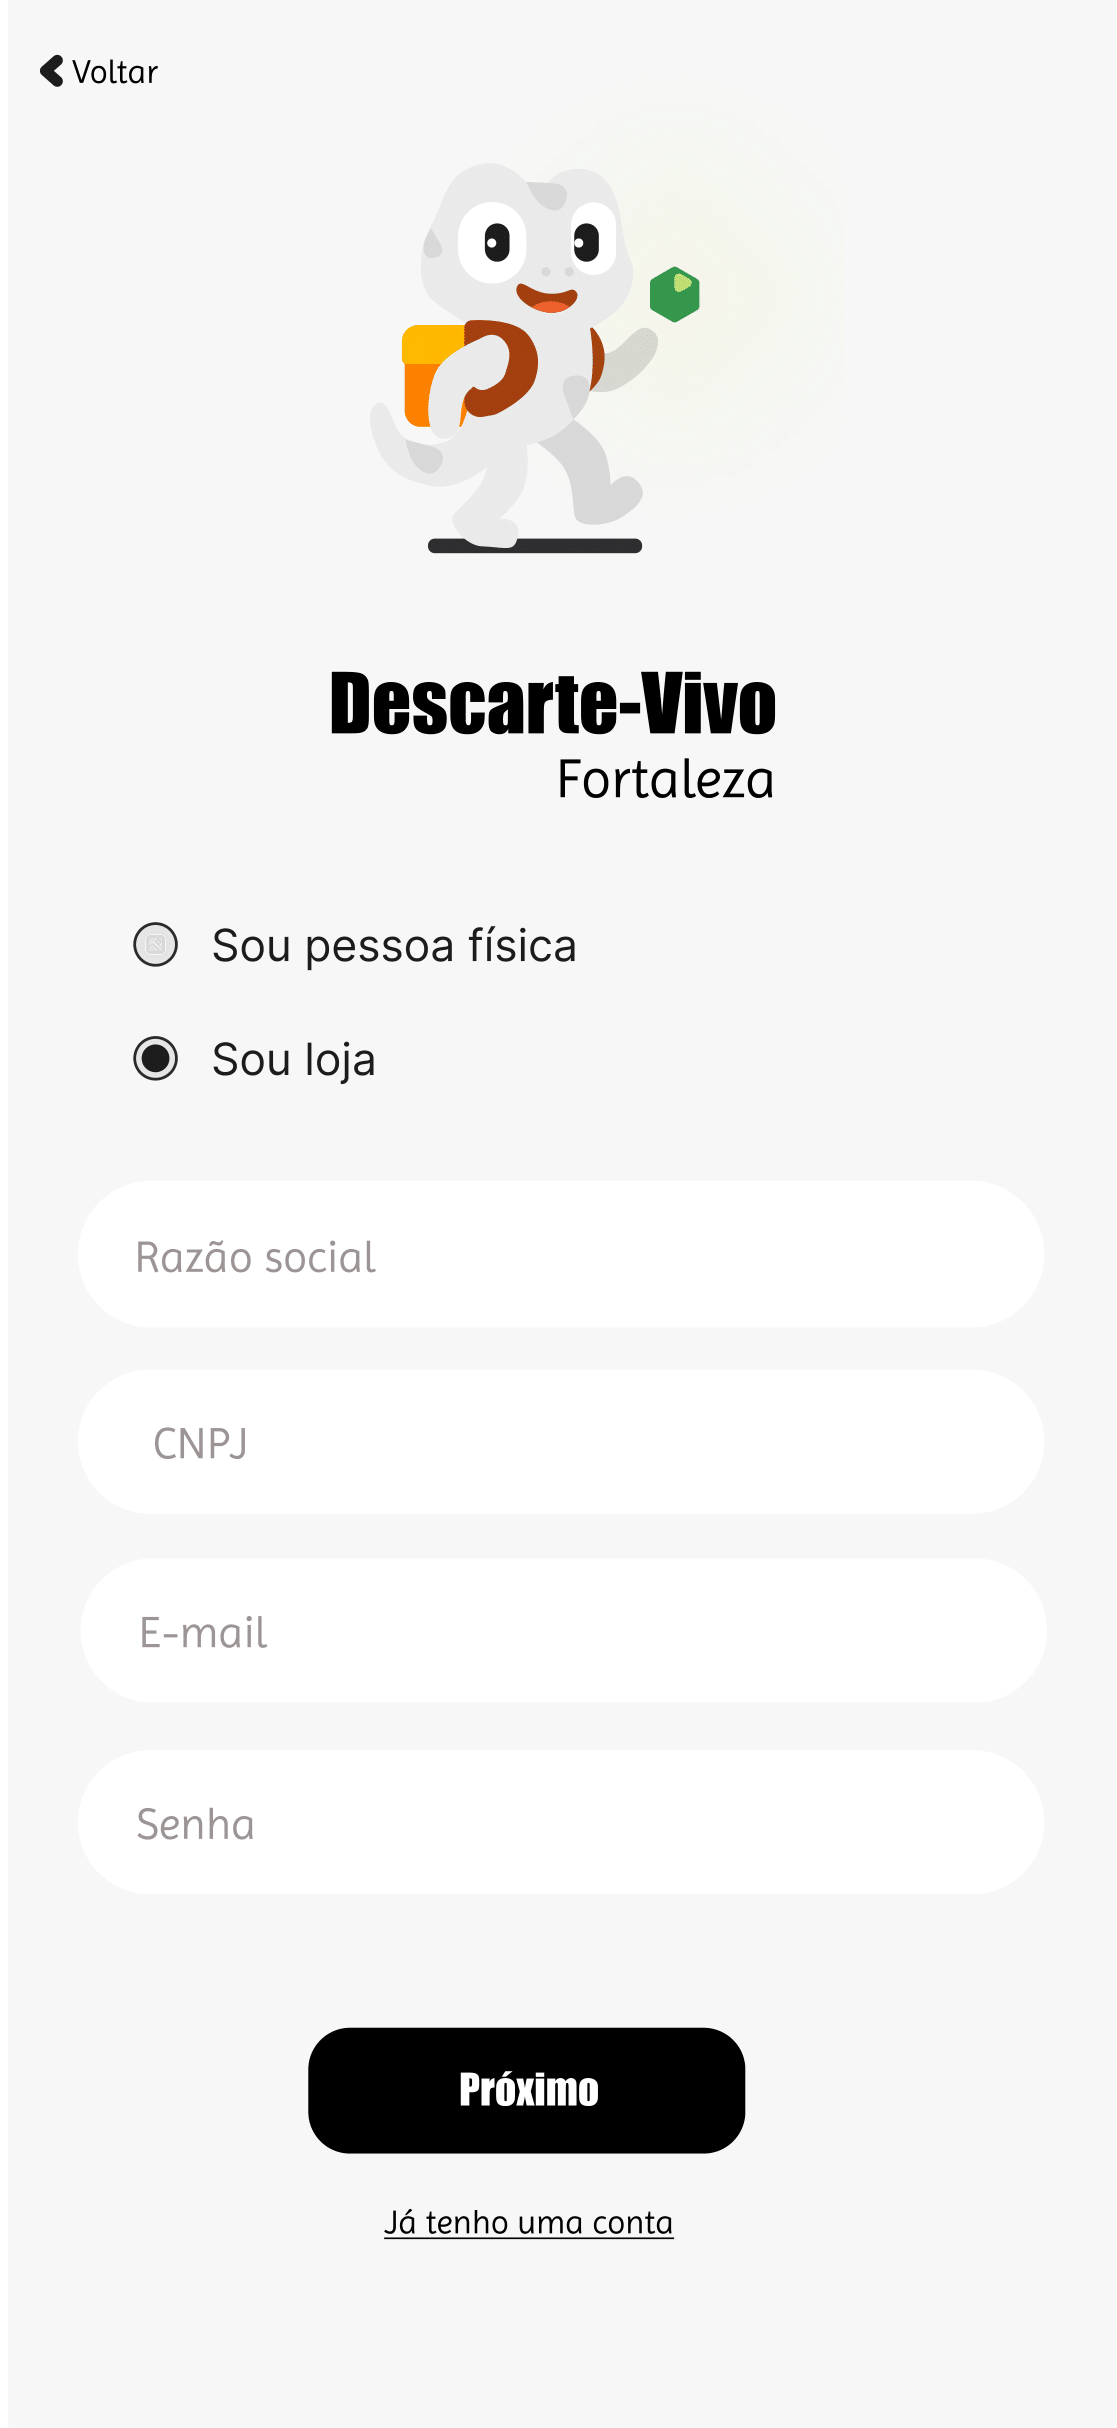 Voltar
Descarte-Vivo
Fortaleza
Sou pessoa física
Sou loja
Razão social
CNPJ
E-mail
Senha
Próximo
Já tenho uma conta